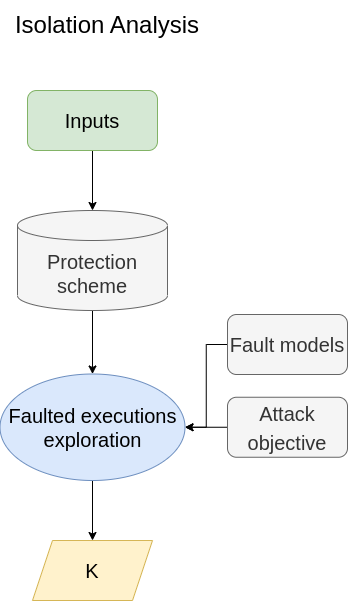 Isolation Analysis
Inputs
Protection
scheme
Fault models
Faulted executions
exploration
Attack
objective
K